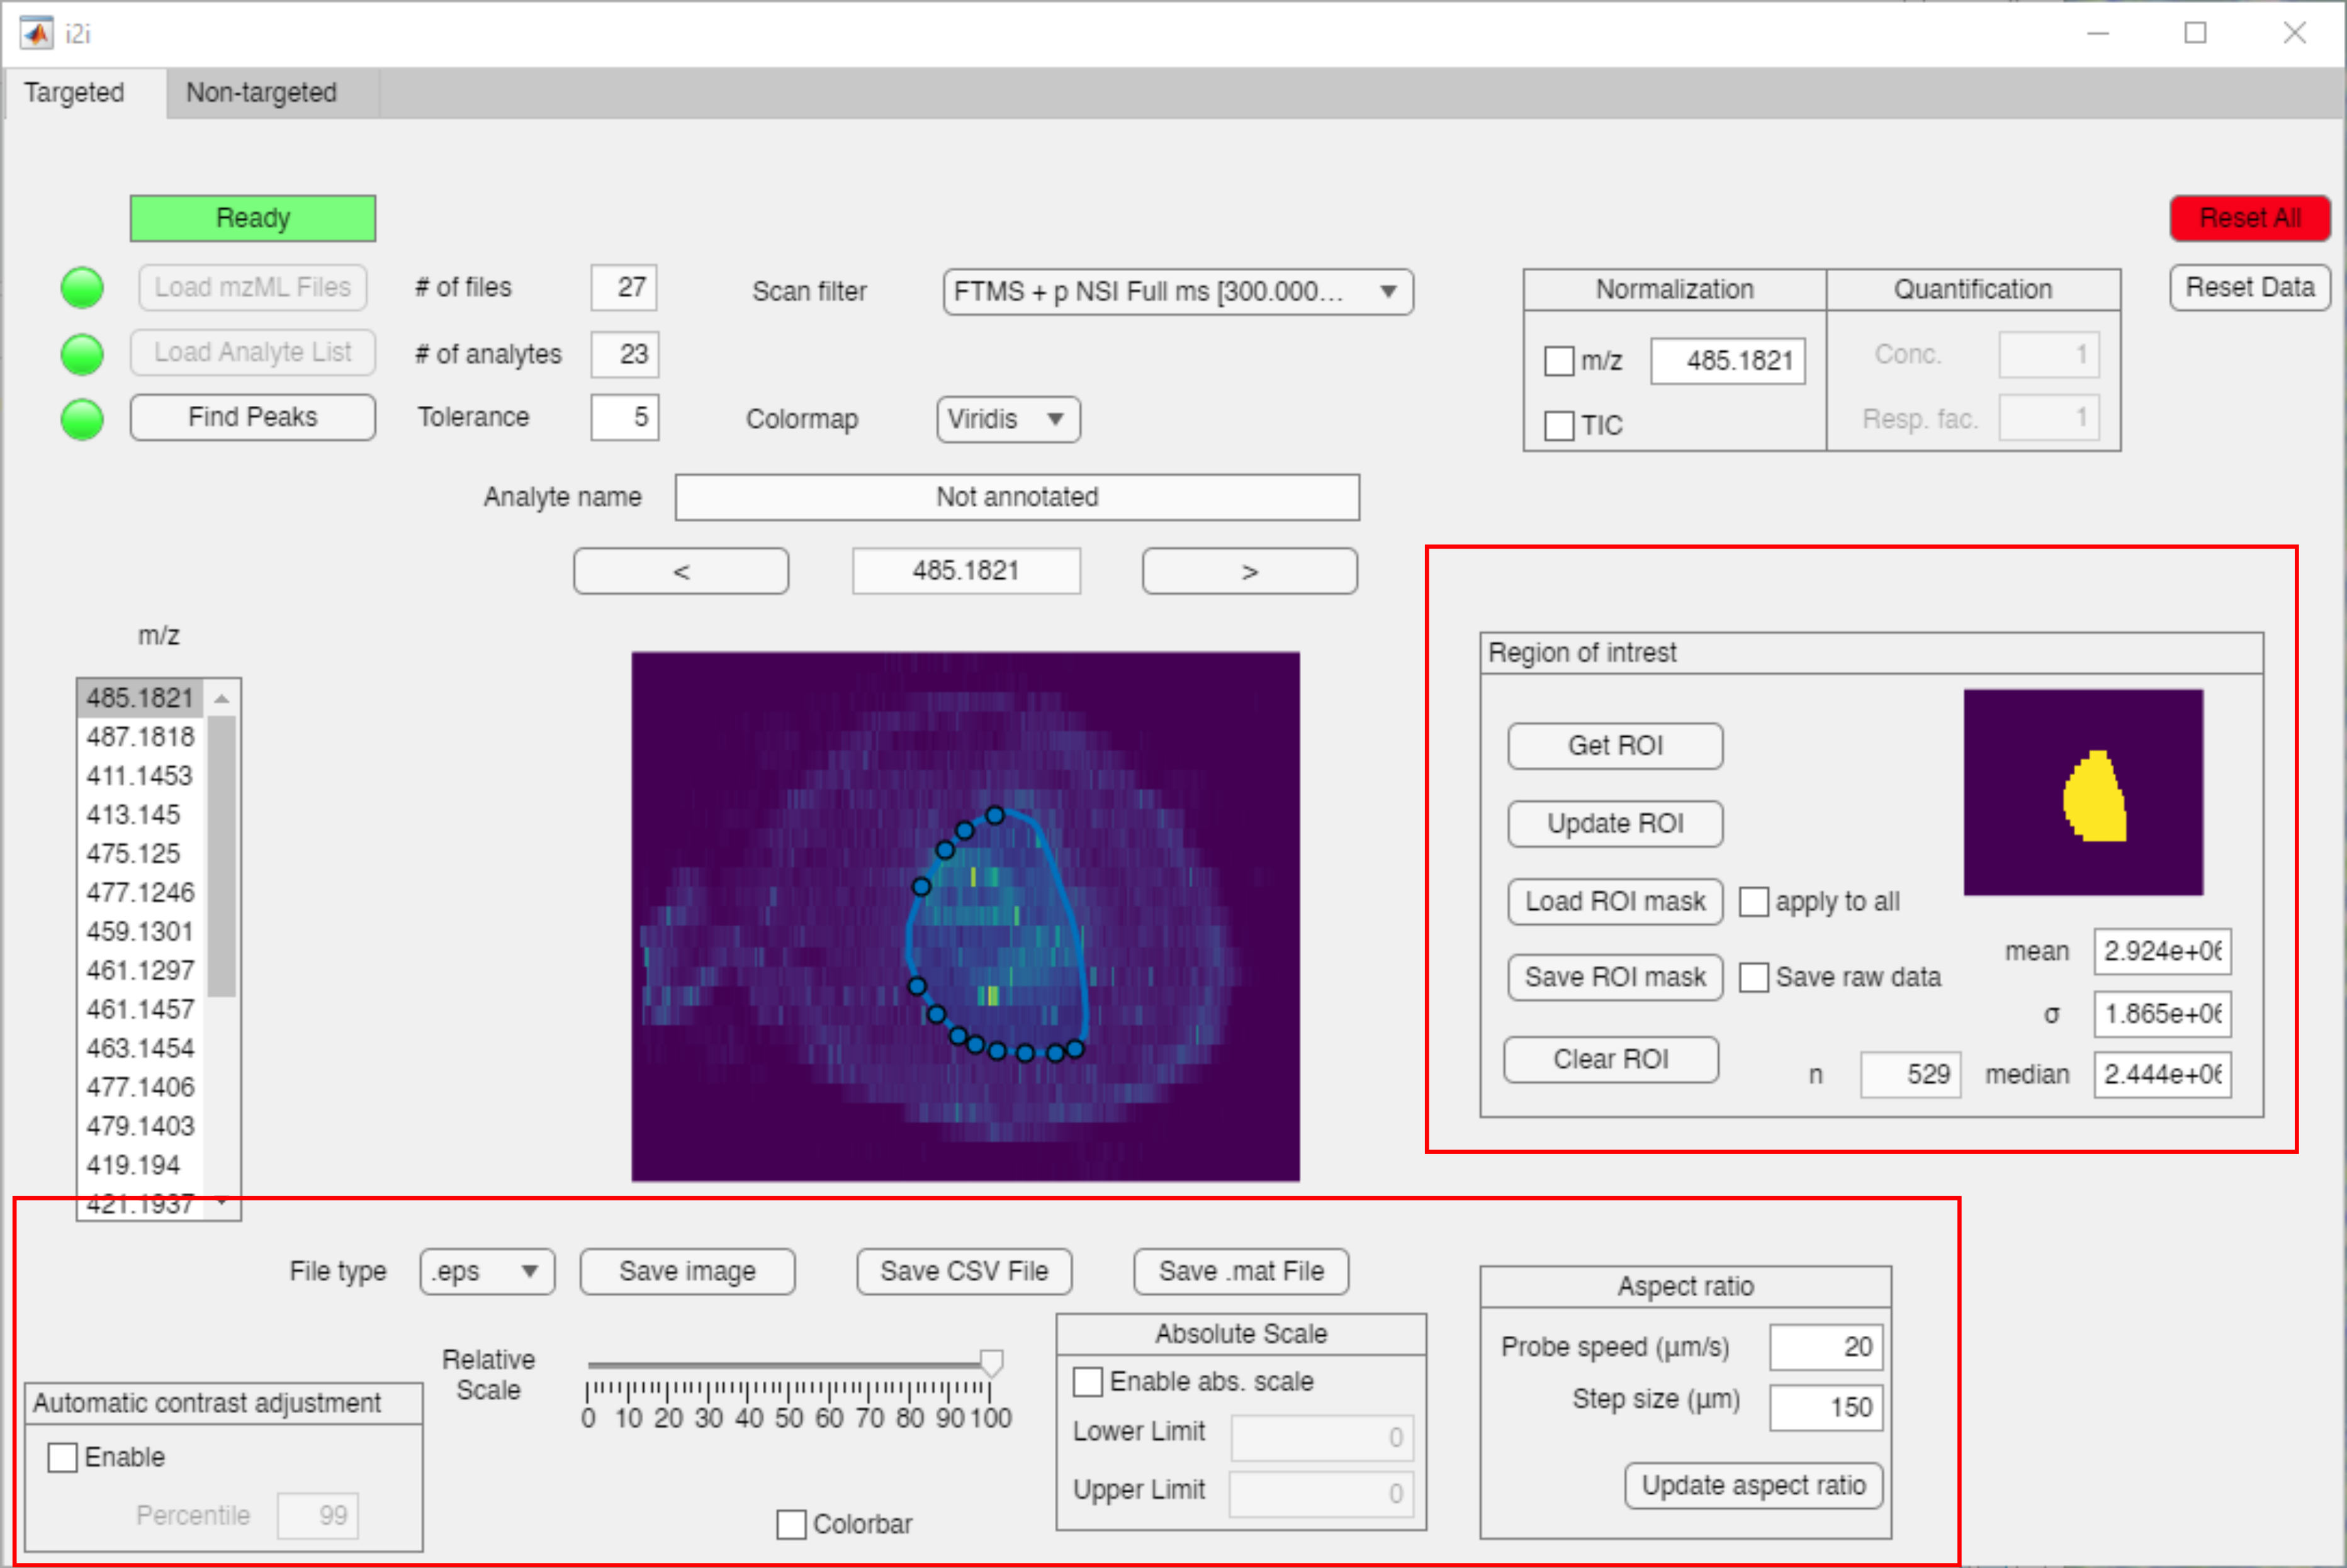 i2i
Targeted Non-targeted
Ready
Reset All
Load mzML Files # of files 27 Scan filter FTMS + p NSI Full ms [300.000... Normalization Quantification Reset Data
Load Analyte List # of analytes 23 m/z 485.1821 Conc. 1
Find Peaks Tolerance 5 Colormap Viridis TIC Resp. fac. 1
Analyte name Not annotated
< 485.1821 >
m/z
485.1821
487.1818
411.1453
413.145
475.125
477.1246
459.1301
461.1297
461.1457
463.1454
477.1406
479.1403
419.194
421.1937
Region of intrest
Get ROI
Update ROI
Load ROI mask apply to all
mean 2.924e+06
Save ROI mask Save raw data
σ 1.865e+06
Clear ROI n 529 median 2.444e+06
File type .eps Save image Save CSV File Save .mat File
Automatic contrast adjustment
Enable
Percentile 99
Relative
Scale
0 10 20 30 40 50 60 70 80 90 100
Colorbar
Absolute Scale
Enable abs. scale
Lower Limit 0
Upper Limit 0
Aspect ratio
Probe speed (µm/s) 20
Step size (µm) 150
Update aspect ratio